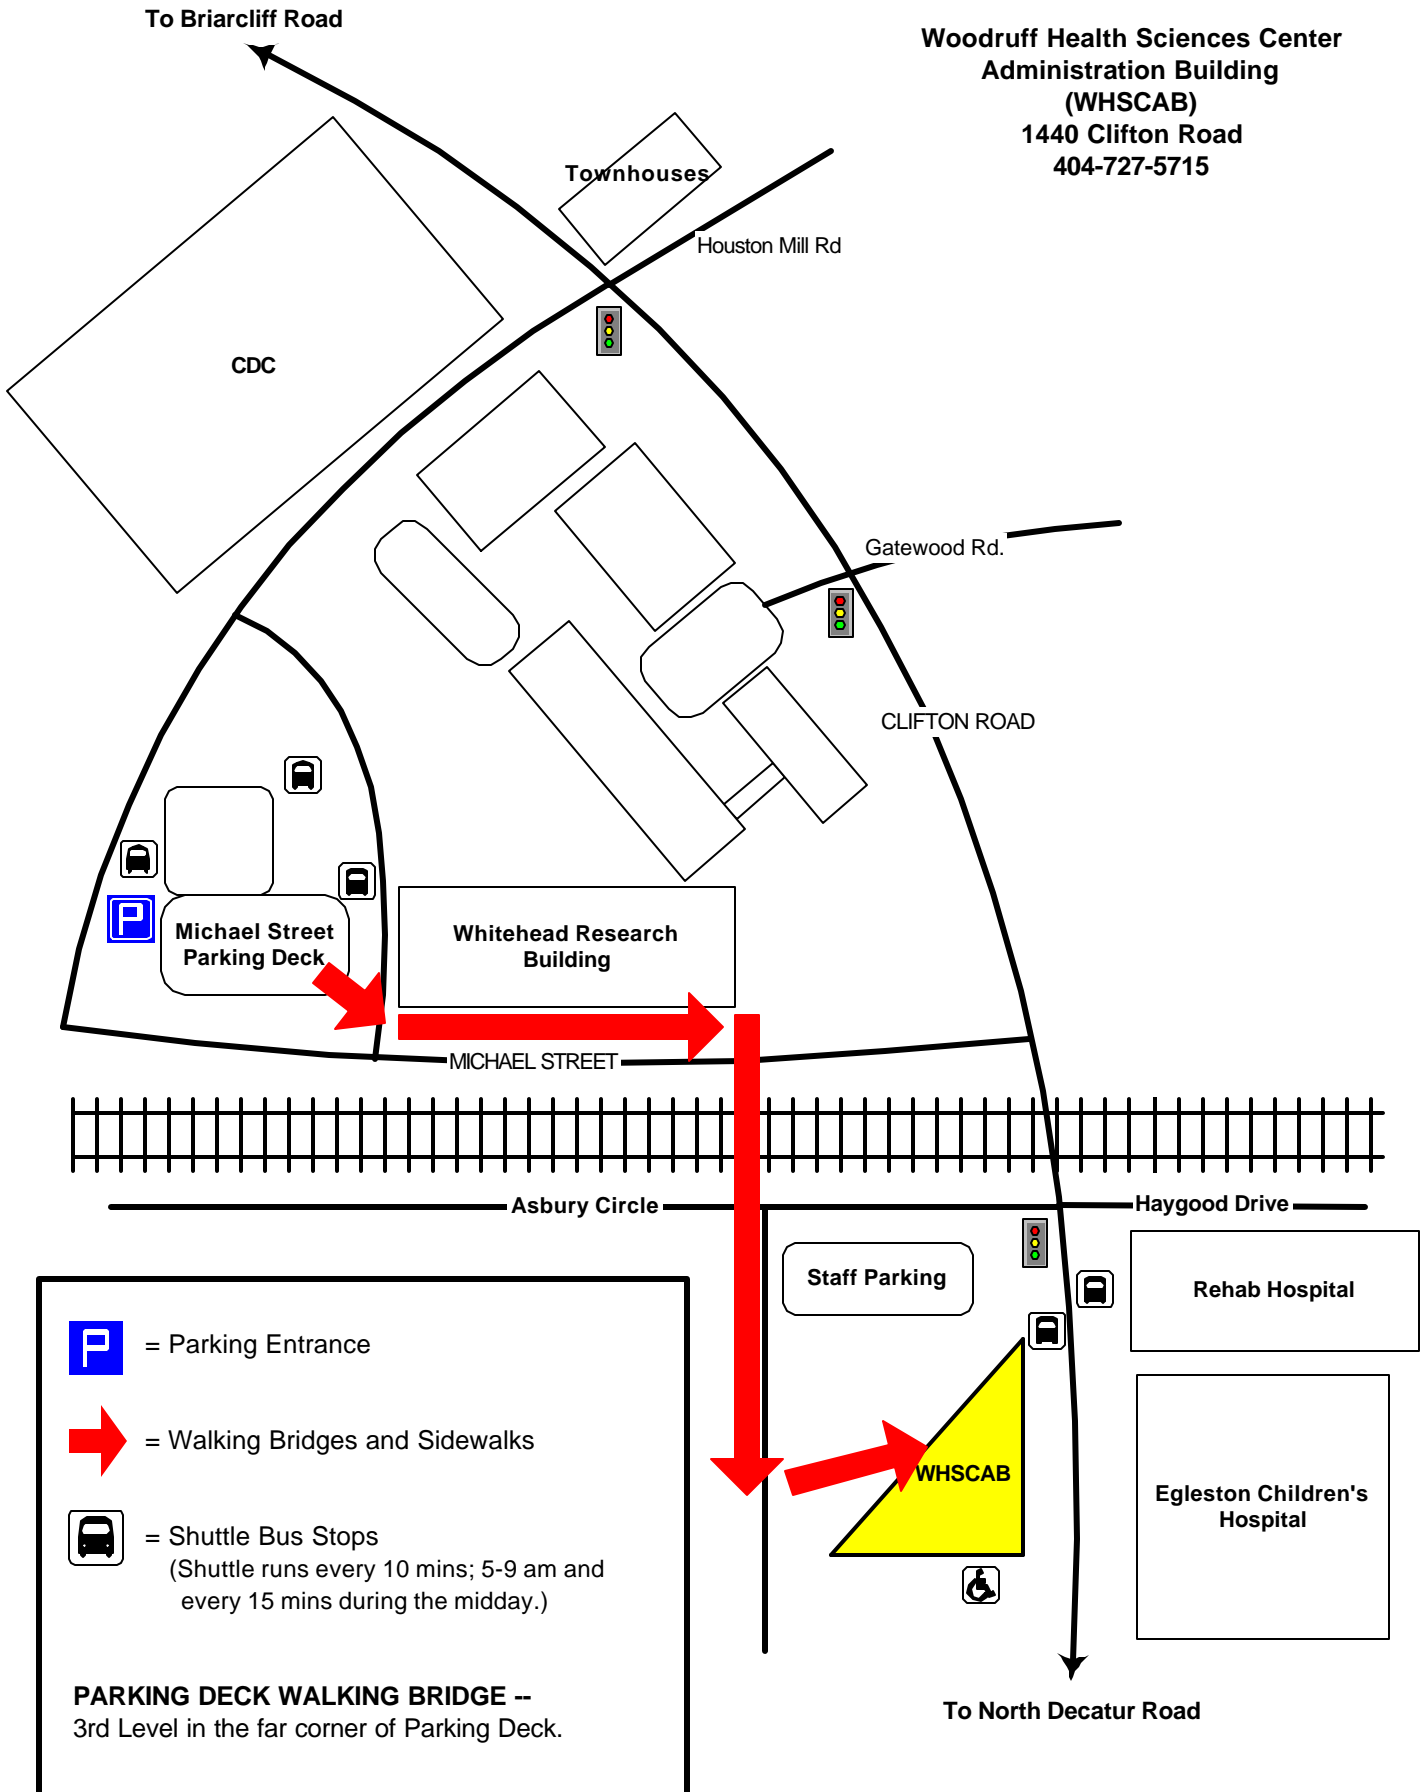 To Briarcliff Road
Woodruff Health Sciences Center
Administration Building
(WHSCAB)
1440 Clifton Road
404-727-5715
Townhouses
Houston Mill Rd
CDC
Gatewood Rd.
CLIFTON ROAD
P
Michael Street
Parking Deck
Whitehead Research
Building
MICHAEL STREET
Asbury Circle
Haygood Drive
Staff Parking
Rehab Hospital
WHSCAB
Egleston Children's
Hospital
To North Decatur Road
P
= Parking Entrance
= Walking Bridges and Sidewalks
= Shuttle Bus Stops
(Shuttle runs every 10 mins; 5-9 am and
every 15 mins during the midday.)
PARKING DECK WALKING BRIDGE --
3rd Level in the far corner of Parking Deck.